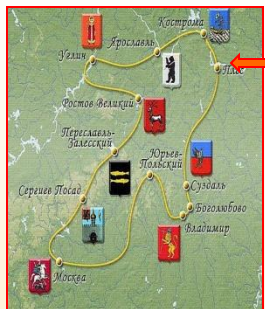 Кострома
Ярославль
Углич
Плёс
Ростов Великий
Переславль-
Залесский
Юрьев-
Польский
Сергиев Посад
Суздаль
Боголюбово
Владимир
Москва